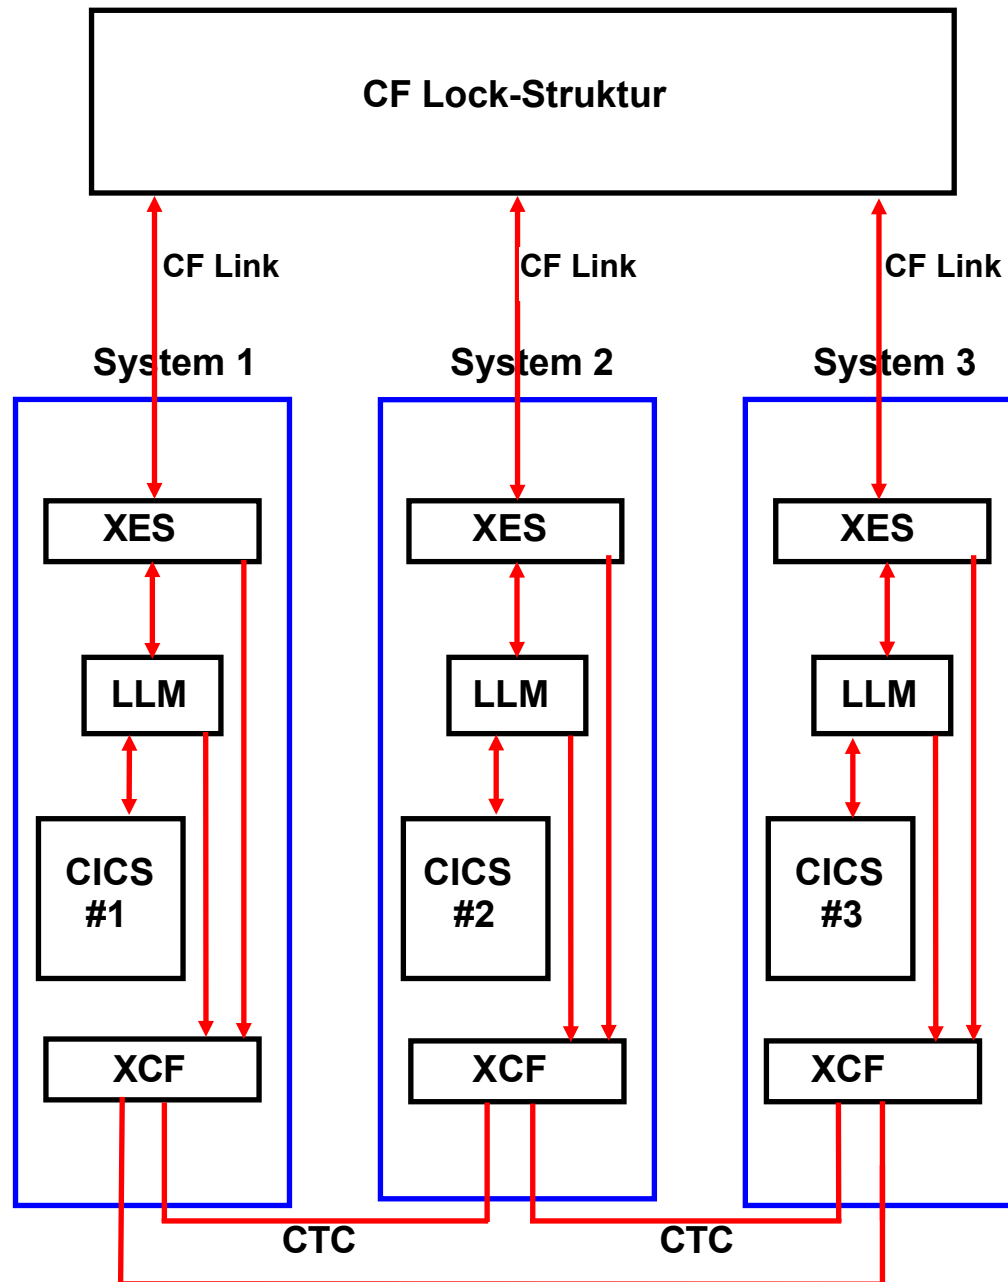 CF Lock-Struktur
CF Link
CF Link
CF Link
System 1
System 2
System 3
XES
XES
XES
LLM
LLM
LLM
CICS
#1
CICS
#2
CICS
#3
XCF
XCF
XCF
CTC
CTC